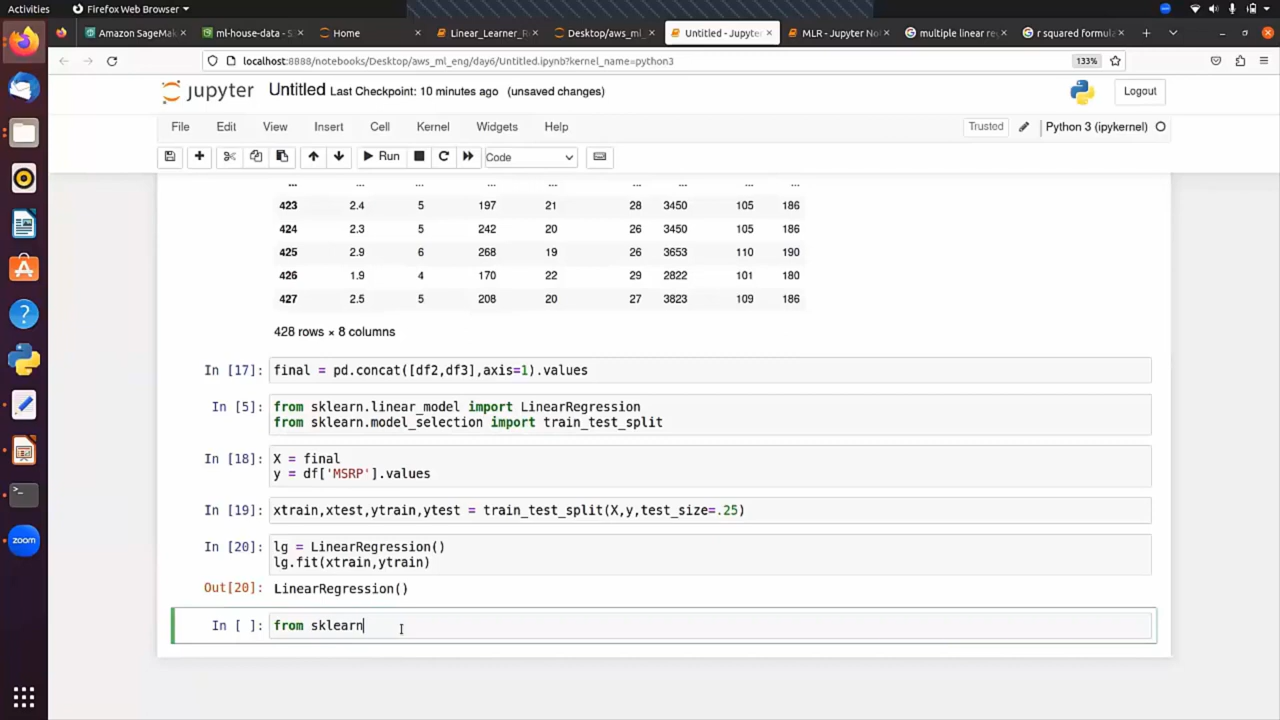 Activities
Firefox Web Browser
Amazon SageMak
ml-house-data - S
Home
Linear_Learner_R
Desktop/aws_ml_
Untitled - Jupyte
MLR - Jupyter Not
multiple linear re
r squared formula
localhost:8888/notebooks/Desktop/aws_ml_eng/day6/Untitled.ipynb?kernel_name=python3
133%
jupyter Untitled Last Checkpoint: 10 minutes ago (unsaved changes)
Logout
File Edit View Insert Cell Kernel Widgets Help
Trusted
Python 3 (ipykernel)
Run
Code
... ... ... ... ... ... ... ... ...
423 2.4 5 197 21 28 3450 105 186
424 2.3 5 242 20 26 3450 105 186
425 2.9 6 268 19 26 3653 110 190
426 1.9 4 170 22 29 2822 101 180
427 2.5 5 208 20 27 3823 109 186
428 rows × 8 columns
In [17]: final = pd.concat([df2,df3],axis=1).values
In [5]: from sklearn.linear_model import LinearRegression
from sklearn.model_selection import train_test_split
In [18]: X = final
y = df['MSRP'].values
In [19]: xtrain,xtest,ytrain,ytest = train_test_split(X,y,test_size=.25)
In [20]: lg = LinearRegression()
lg.fit(xtrain,ytrain)
Out[20]: LinearRegression()
In [ ]: from sklearn
zoom